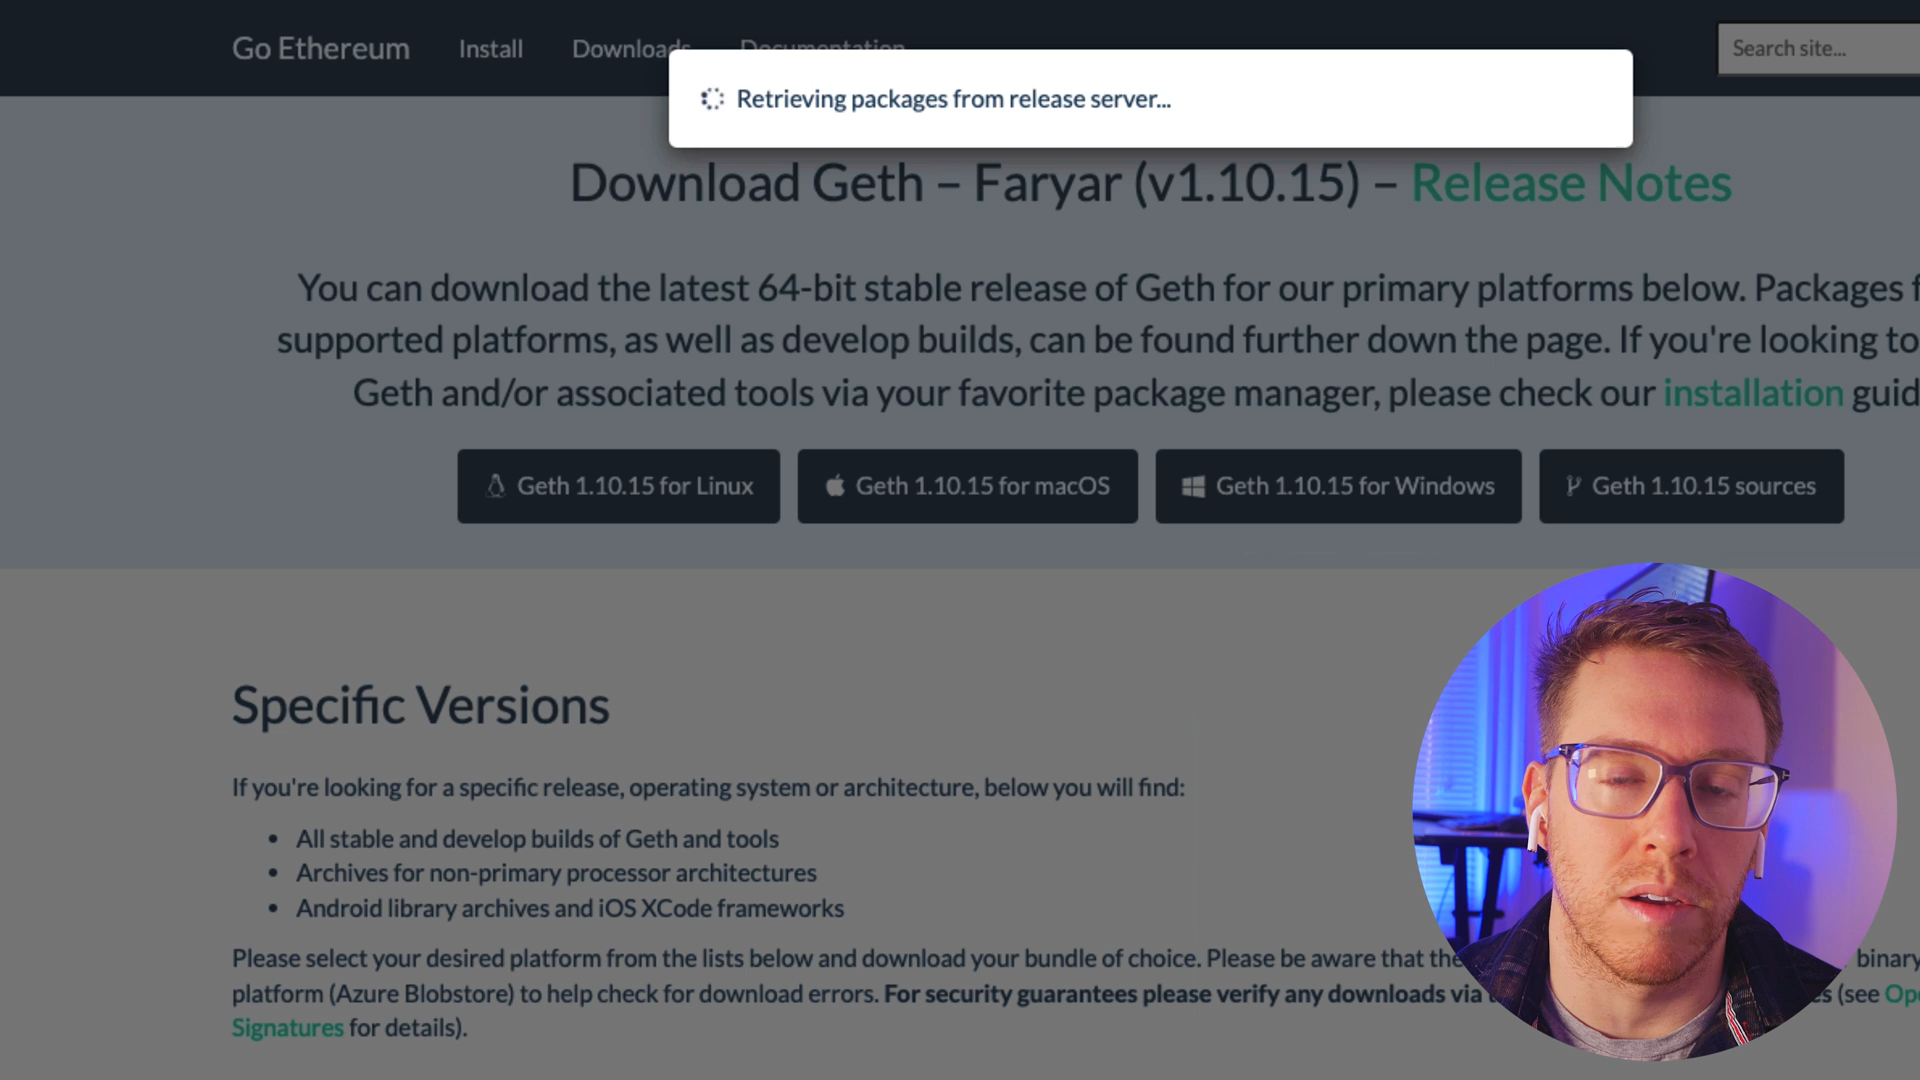 Go Ethereum Install Downloads Documentation Search site...
Retrieving packages from release server...
Download Geth – Faryar (v1.10.15) – Release Notes
You can download the latest 64-bit stable release of Geth for our primary platforms below. Packages f
supported platforms, as well as develop builds, can be found further down the page. If you're looking to
Geth and/or associated tools via your favorite package manager, please check our installation guid
Geth 1.10.15 for Linux Geth 1.10.15 for macOS Geth 1.10.15 for Windows Geth 1.10.15 sources
Specific Versions
If you're looking for a specific release, operating system or architecture, below you will find:
• All stable and develop builds of Geth and tools
• Archives for non-primary processor architectures
• Android library archives and iOS XCode frameworks
Please select your desired platform from the lists below and download your bundle of choice. Please be aware that the binary
platform (Azure Blobstore) to help check for download errors. For security guarantees please verify any downloads via (see Op
Signatures for details).